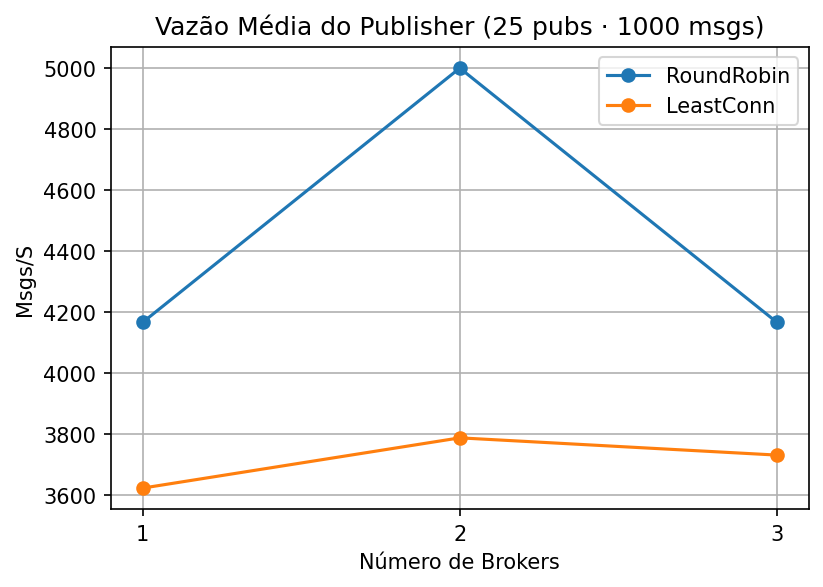 Vazão Média do Publisher (25 pubs · 1000 msgs)
RoundRobin
LeastConn
Msgs/S
5000
4800
4600
4400
4200
4000
3800
3600
1 2 3
Número de Brokers